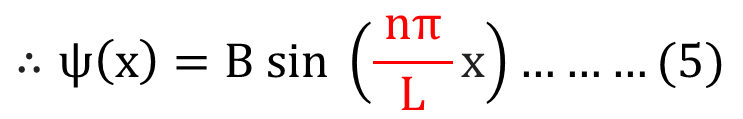 ∴ ψ(x) = B sin (nπ/L x) ... ... ... (5)